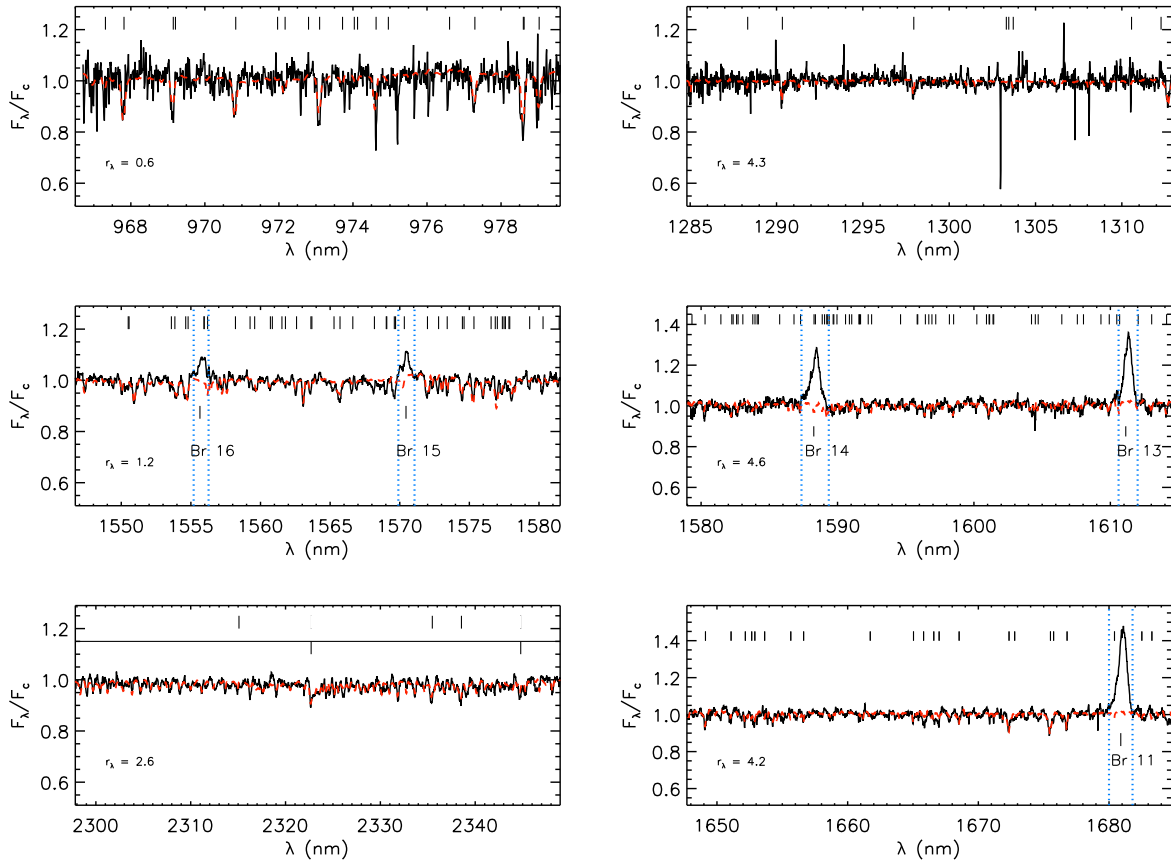 1.2
1.0
0.8
0.6
F_λ/F_c
r_λ = 0.6
968 970 972 974 976 978
λ (nm)
1.2
1.0
0.8
0.6
F_λ/F_c
r_λ = 4.3
1285 1290 1295 1300 1305 1310
λ (nm)
1.2
1.0
0.8
0.6
F_λ/F_c
Br 16
Br 15
r_λ = 1.2
1550 1555 1560 1565 1570 1575 1580
λ (nm)
1.4
1.2
1.0
0.8
0.6
F_λ/F_c
Br 14
Br 13
r_λ = 4.6
1580 1590 1600 1610
λ (nm)
1.2
1.0
0.8
0.6
F_λ/F_c
r_λ = 2.6
2300 2310 2320 2330 2340
λ (nm)
1.4
1.2
1.0
0.8
0.6
F_λ/F_c
Br 11
r_λ = 4.2
1650 1660 1670 1680
λ (nm)